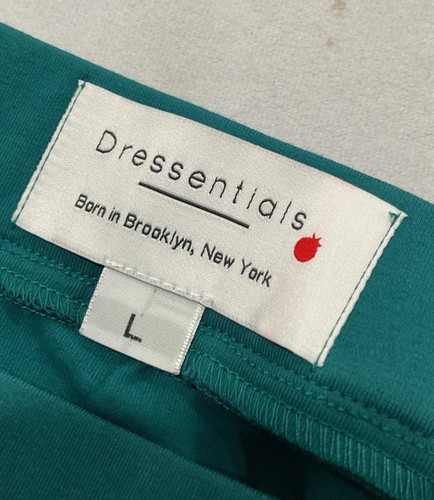 Dressentials
Born in Brooklyn, New York
L